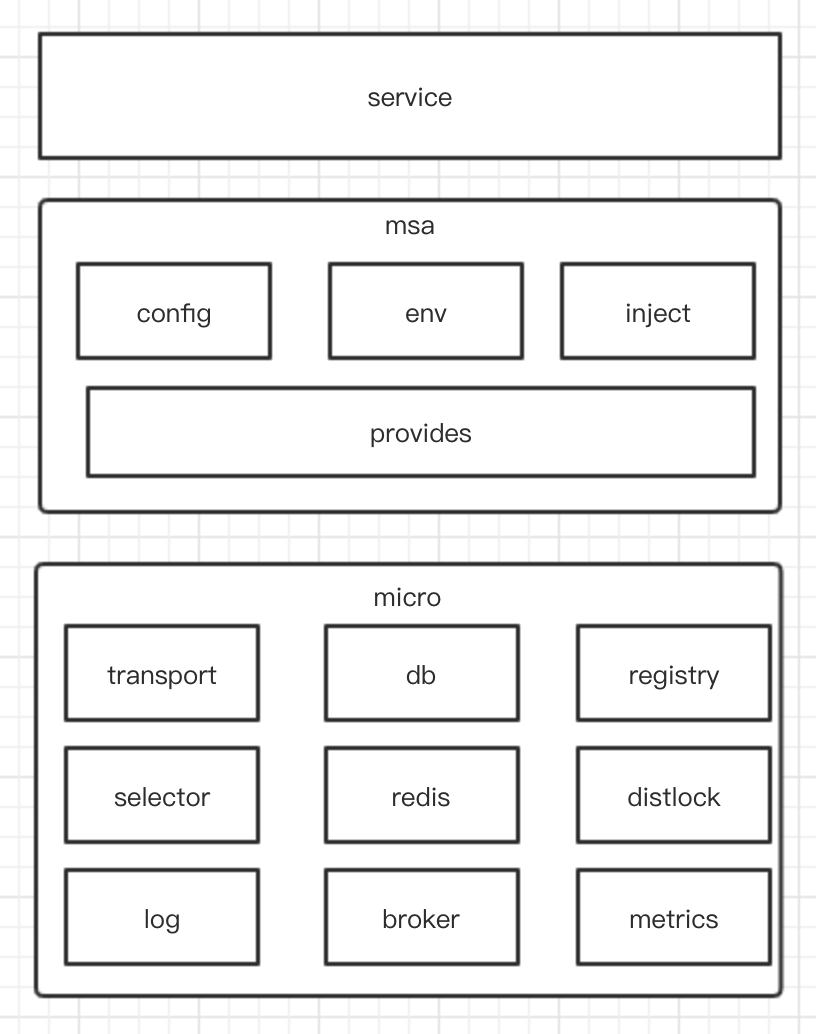 service
msa
config
env
inject
provides
micro
transport
db
registry
selector
redis
distlock
log
broker
metrics